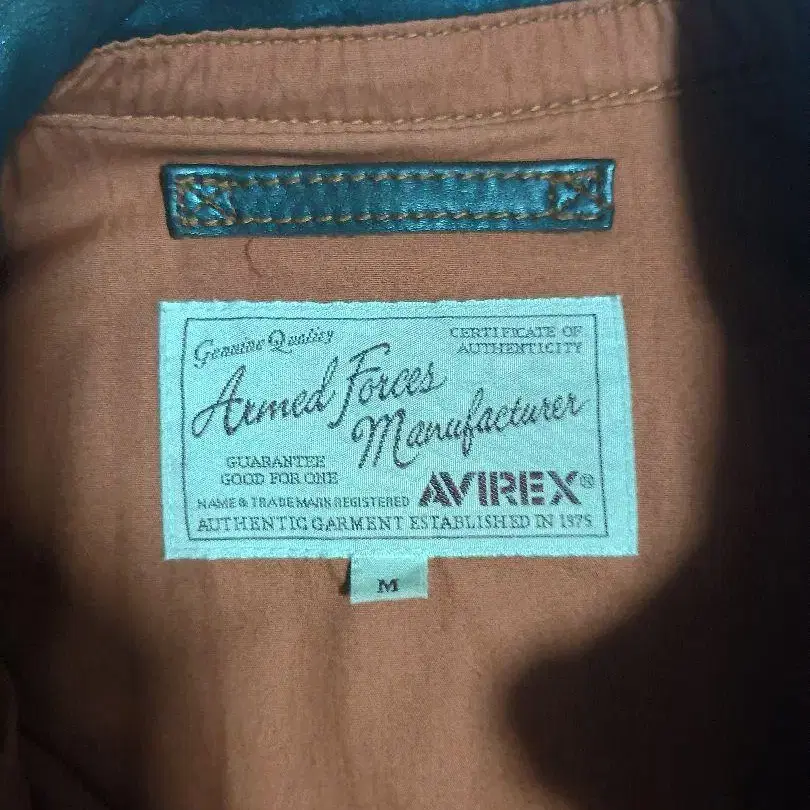 Genuine Quality
CERTIFICATE OF
AUTHENTICITY
Armed Forces
Manufacturer
GUARANTEE
GOOD FOR ONE
NAME & TRADEMARK REGISTERED
AVIREX®
AUTHENTIC GARMENT ESTABLISHED IN 1975
M